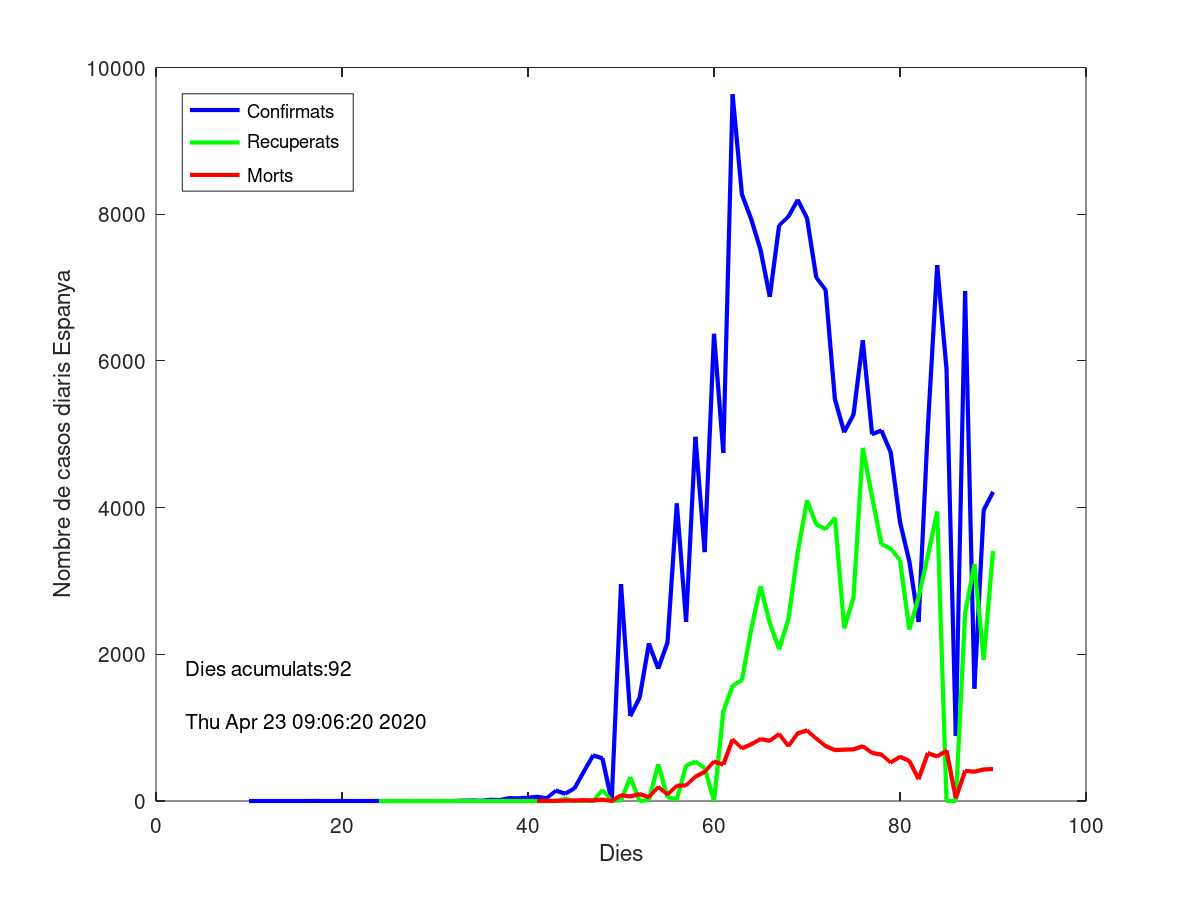 10000
8000
6000
4000
2000
0
Confirmats
Recuperats
Morts
Nombre de casos diaris Espanya
Dies acumulats:92
Thu Apr 23 09:06:20 2020
0 20 40 60 80 100
Dies